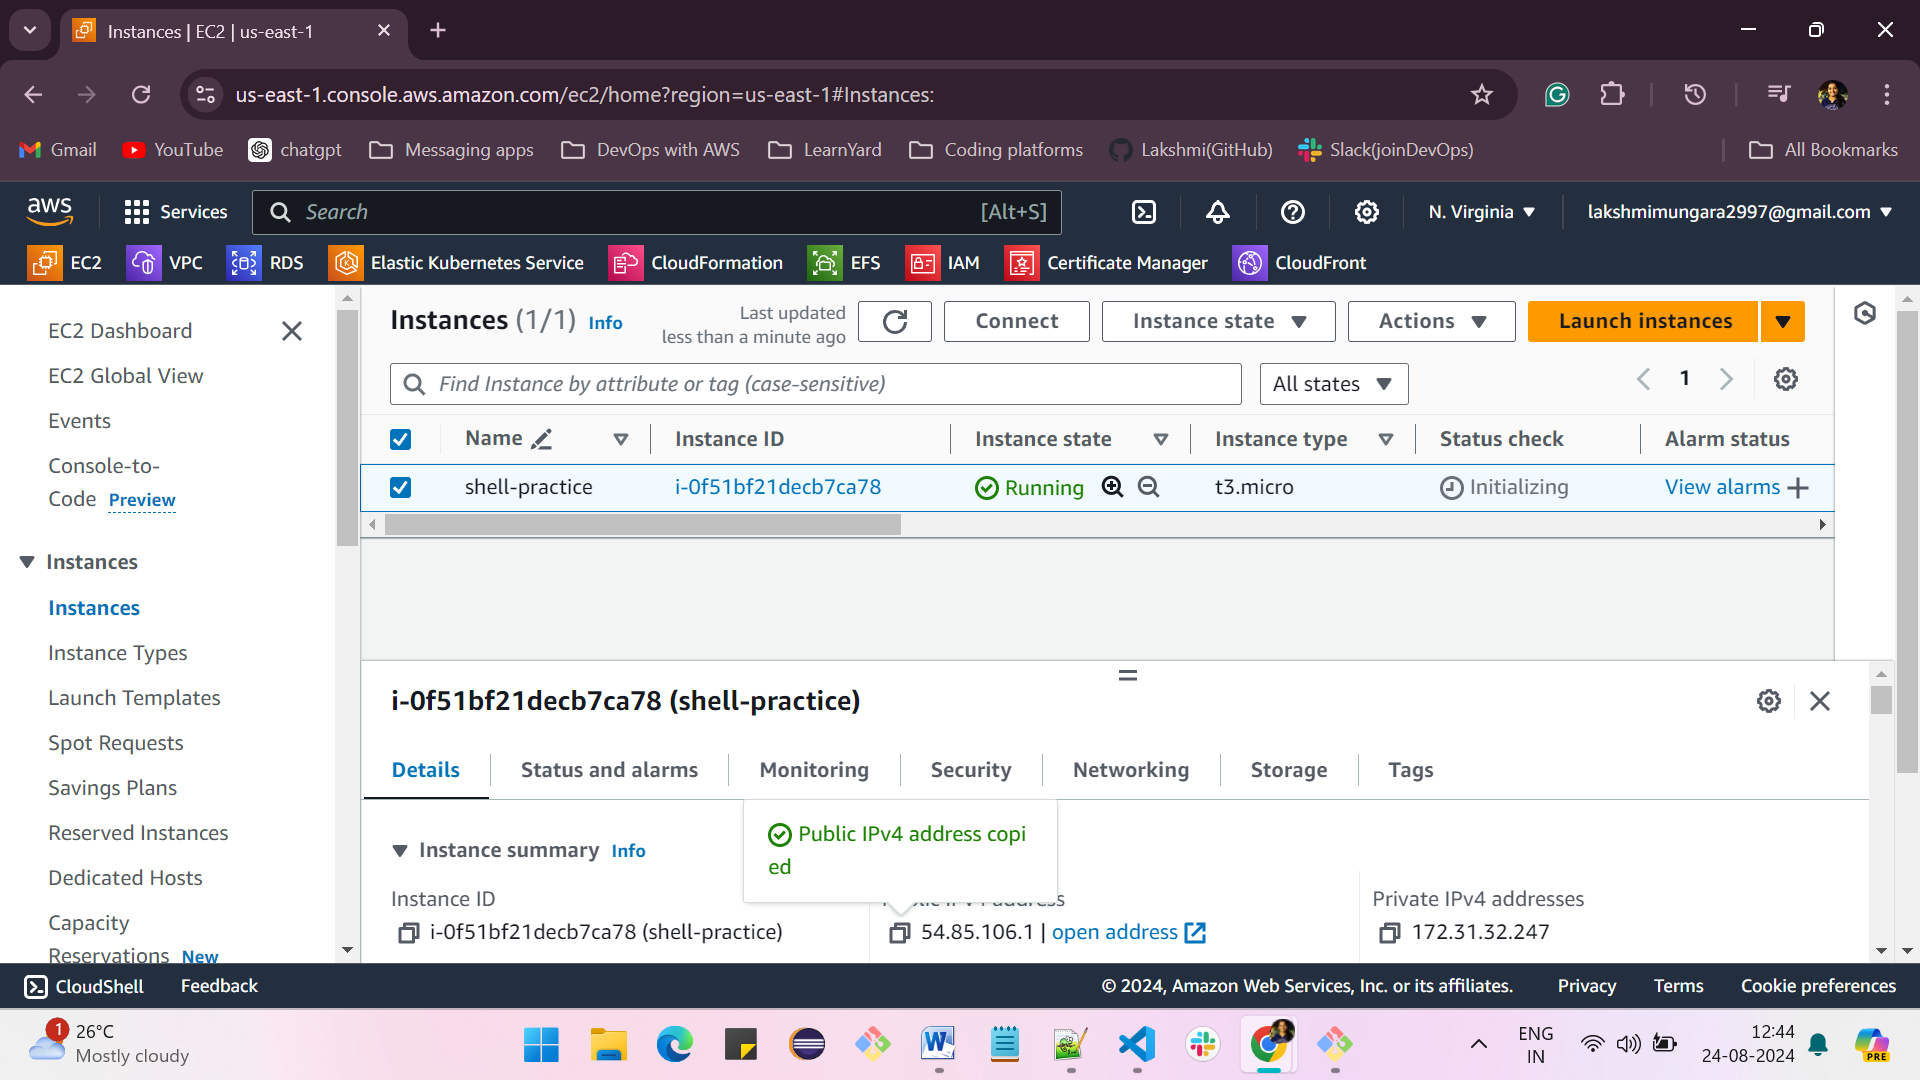 Instances | EC2 | us-east-1
us-east-1.console.aws.amazon.com/ec2/home?region=us-east-1#Instances:
Gmail YouTube chatgpt Messaging apps DevOps with AWS LearnYard Coding platforms Lakshmi(GitHub) Slack(joinDevOps) All Bookmarks
aws Services Search [Alt+S] N. Virginia lakshmimungara2997@gmail.com
EC2 VPC RDS Elastic Kubernetes Service CloudFormation EFS IAM Certificate Manager CloudFront
EC2 Dashboard
EC2 Global View
Events
Console-to-
Code Preview
Instances
Instances
Instance Types
Launch Templates
Spot Requests
Savings Plans
Reserved Instances
Dedicated Hosts
Capacity
Reservations New
Instances (1/1) Info
Last updated
less than a minute ago
Connect Instance state Actions Launch instances
Find Instance by attribute or tag (case-sensitive) All states 1
Name Instance ID Instance state Instance type Status check Alarm status
shell-practice i-0f51bf21decb7ca78 Running t3.micro Initializing View alarms
i-0f51bf21decb7ca78 (shell-practice)
Details Status and alarms Monitoring Security Networking Storage Tags
Public IPv4 address copi
ed
Instance summary Info
Instance ID Private IPv4 addresses
i-0f51bf21decb7ca78 (shell-practice) 54.85.106.1 | open address 172.31.32.247
CloudShell Feedback © 2024, Amazon Web Services, Inc. or its affiliates. Privacy Terms Cookie preferences
1
26°C
Mostly cloudy
W
ENG
IN
12:44
24-08-2024
PRE